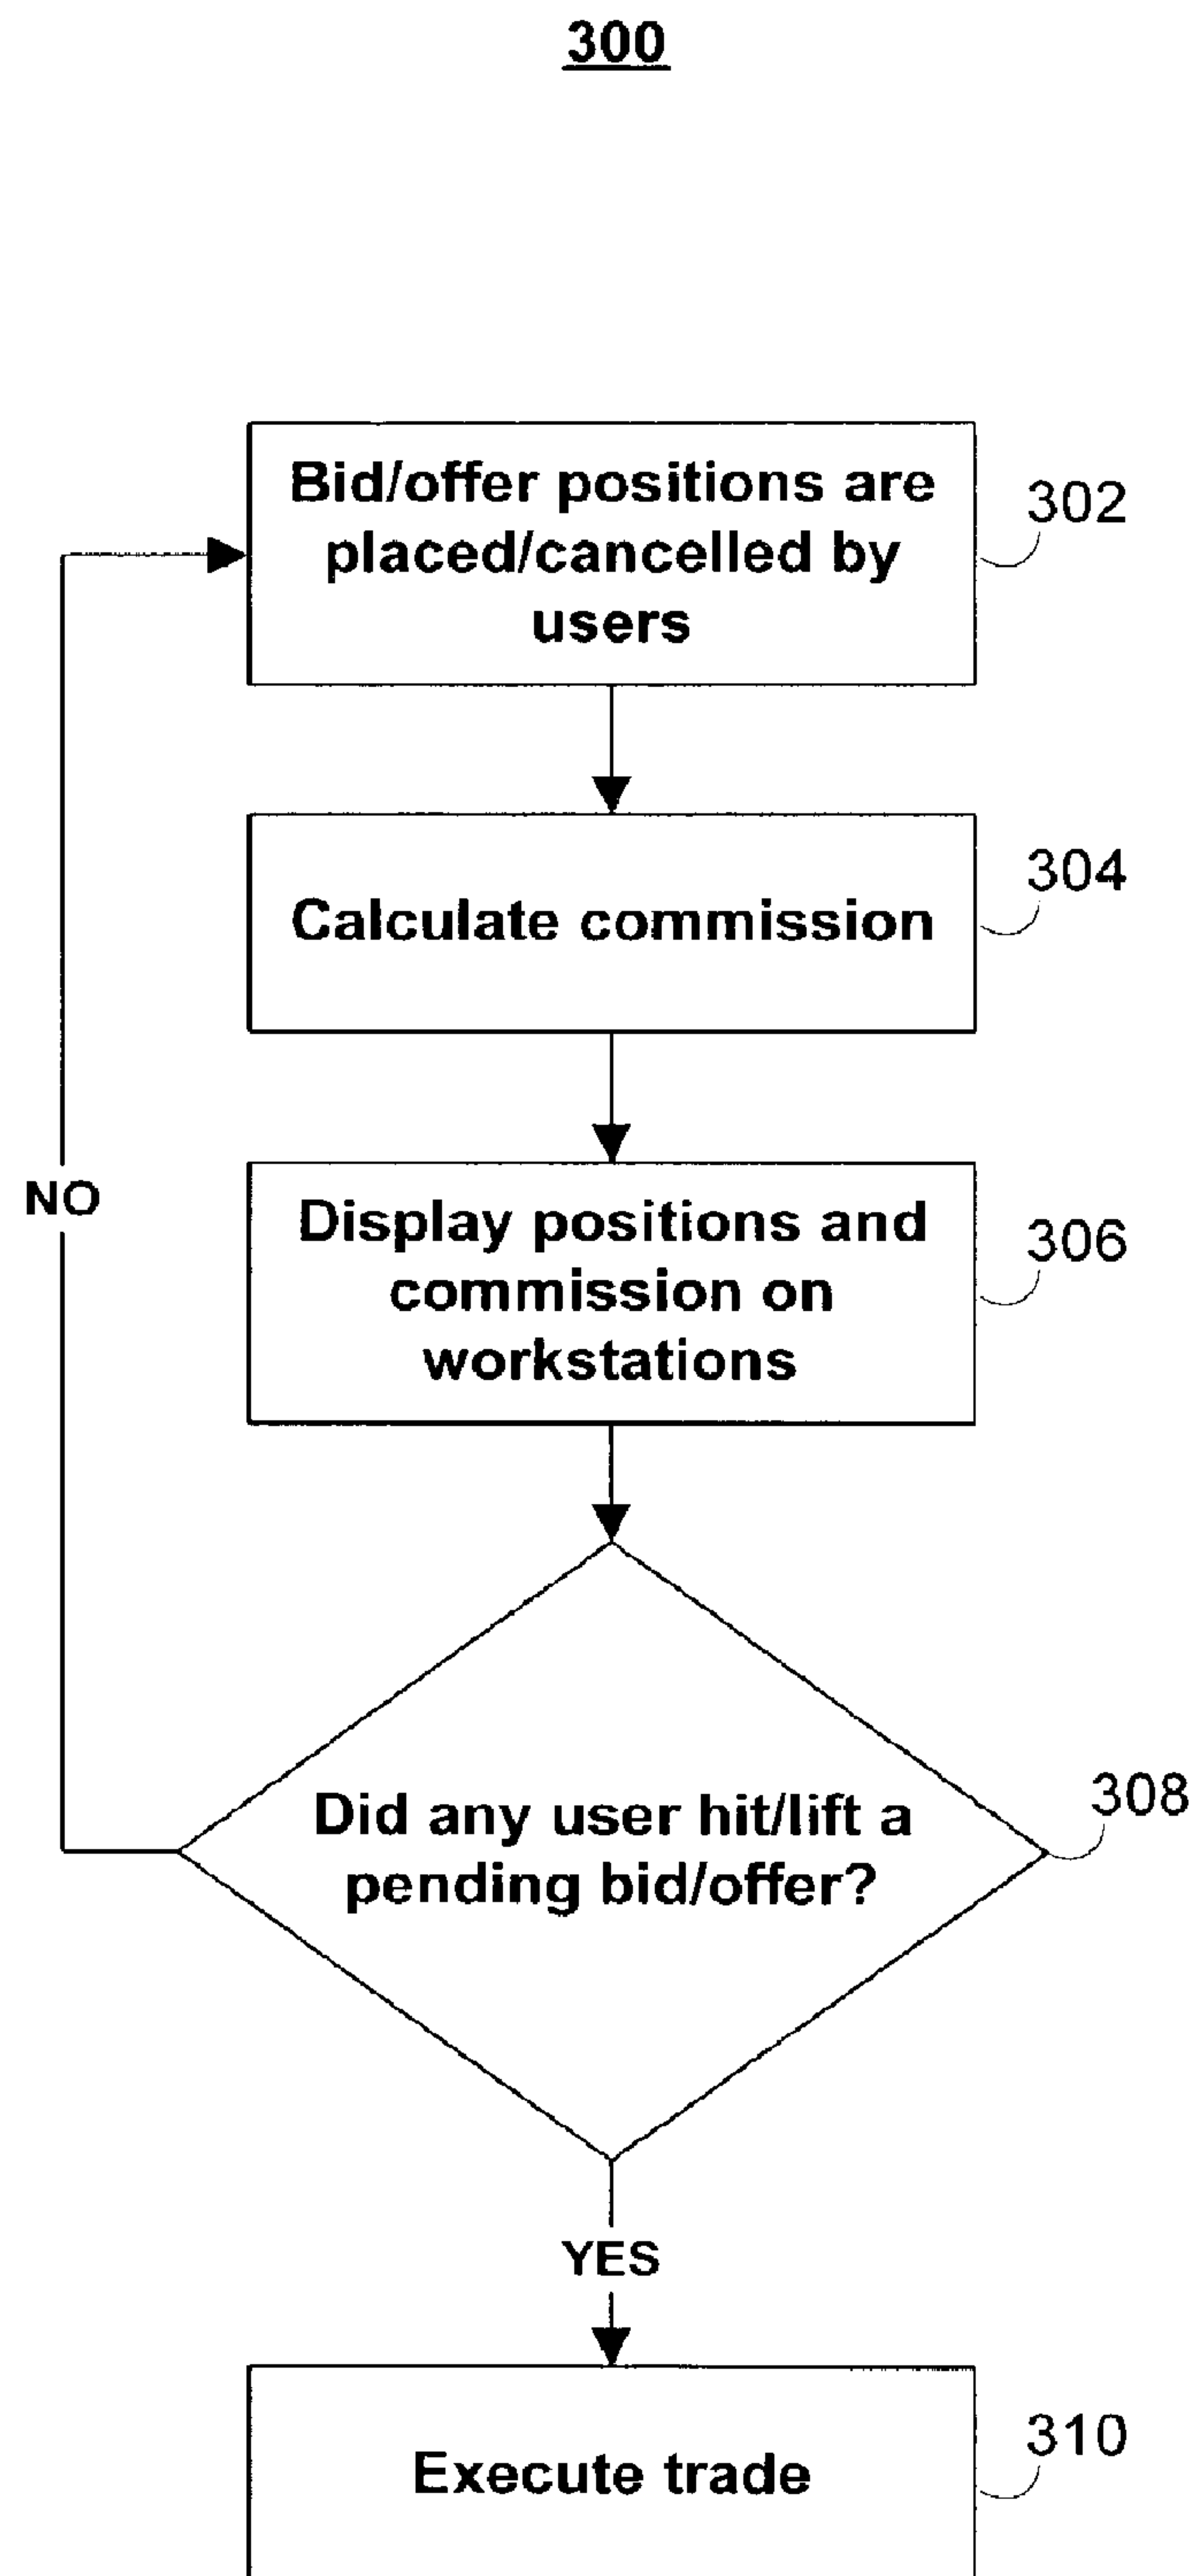 300
Bid/offer positions are
placed/cancelled by
users
302
Calculate commission
304
NO
Display positions and
commission on
workstations
306
Did any user hit/lift a
pending bid/offer?
308
YES
Execute trade
310